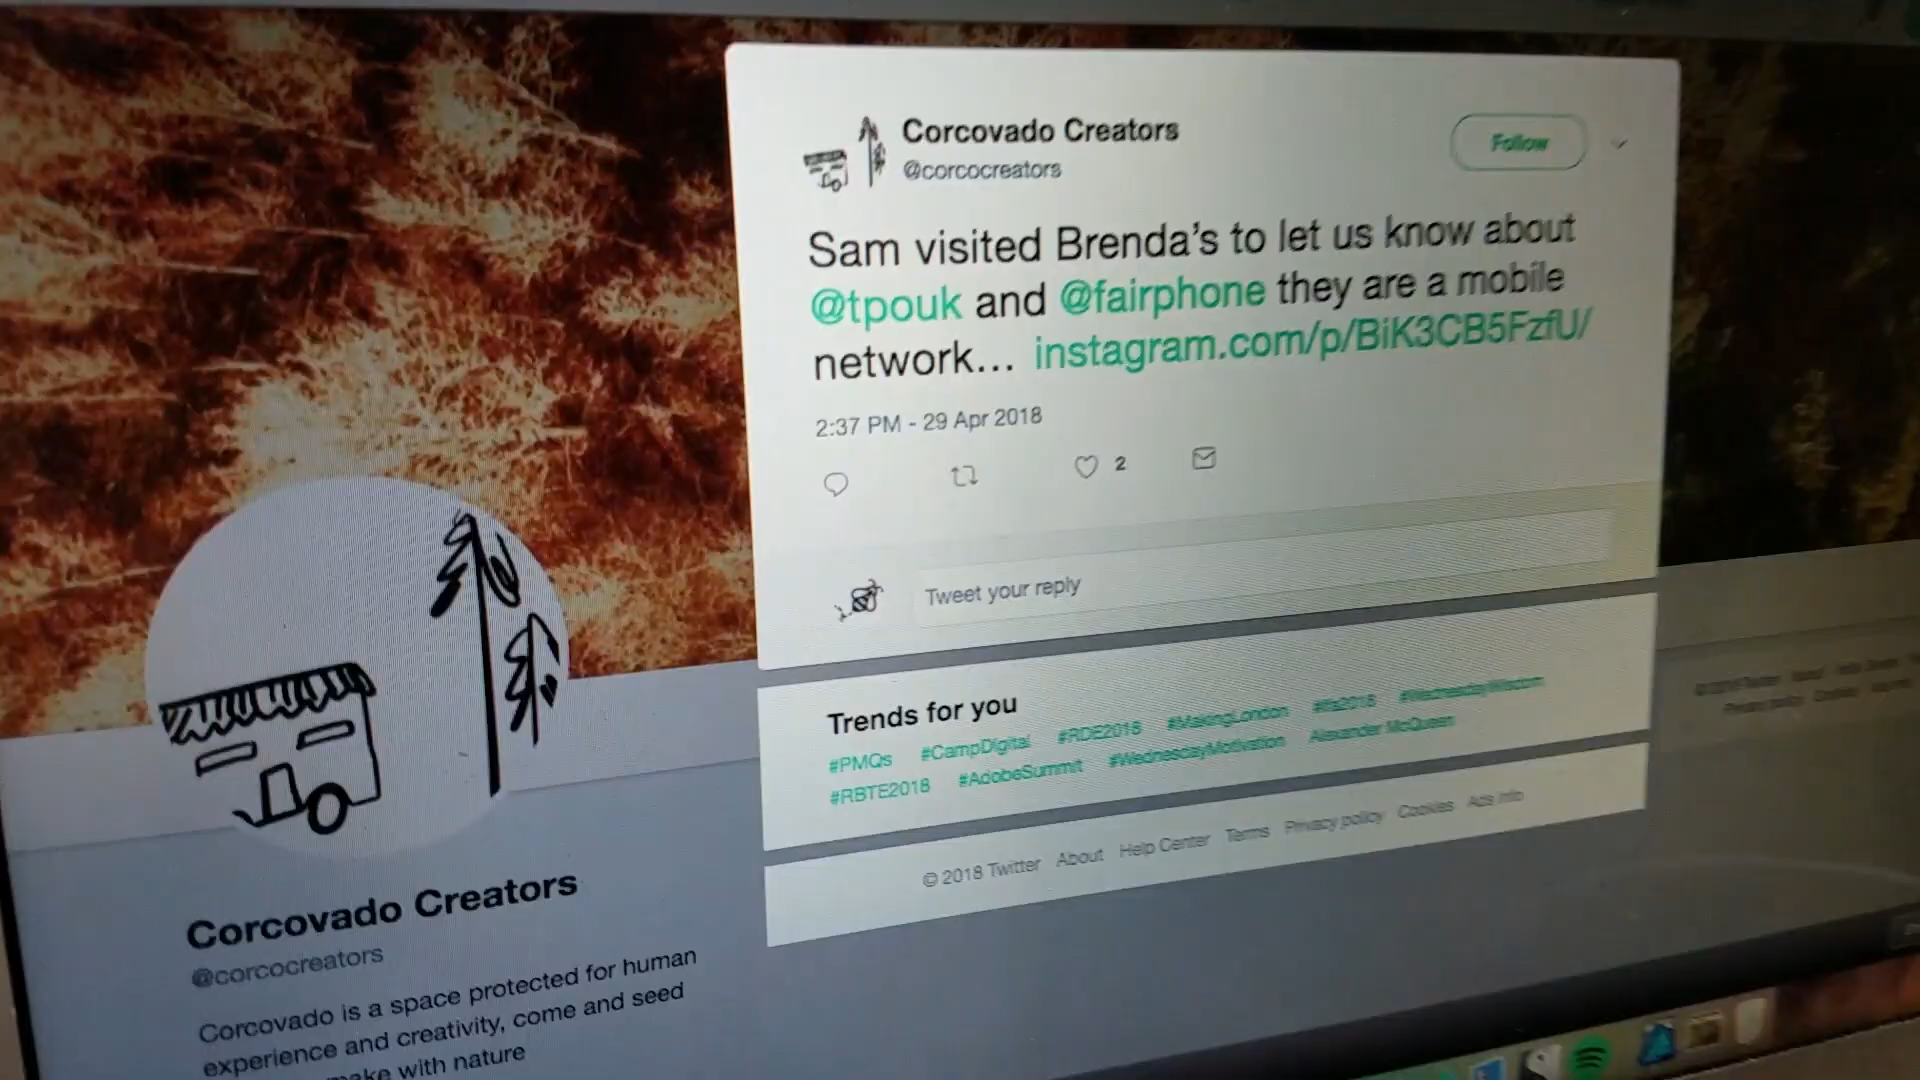 Corcovado Creators
@corcocreators
Follow
Sam visited Brenda's to let us know about
@tpouk and @fairphone they are a mobile
network... instagram.com/p/BiK3CB5FzfU/
2:37 PM - 29 Apr 2018
2
Tweet your reply
Trends for you
#PMQs #CampDigital #RDE2018 #MakingLondon #ifa2018 #WednesdayWisdom
#RBTE2018 #AdobeSummit #WednesdayMotivation Alexander McQueen
© 2018 Twitter About Help Center Terms Privacy policy Cookies Ads info
Corcovado Creators
@corcocreators
Corcovado is a space protected for human
experience and creativity, come and seed
with nature